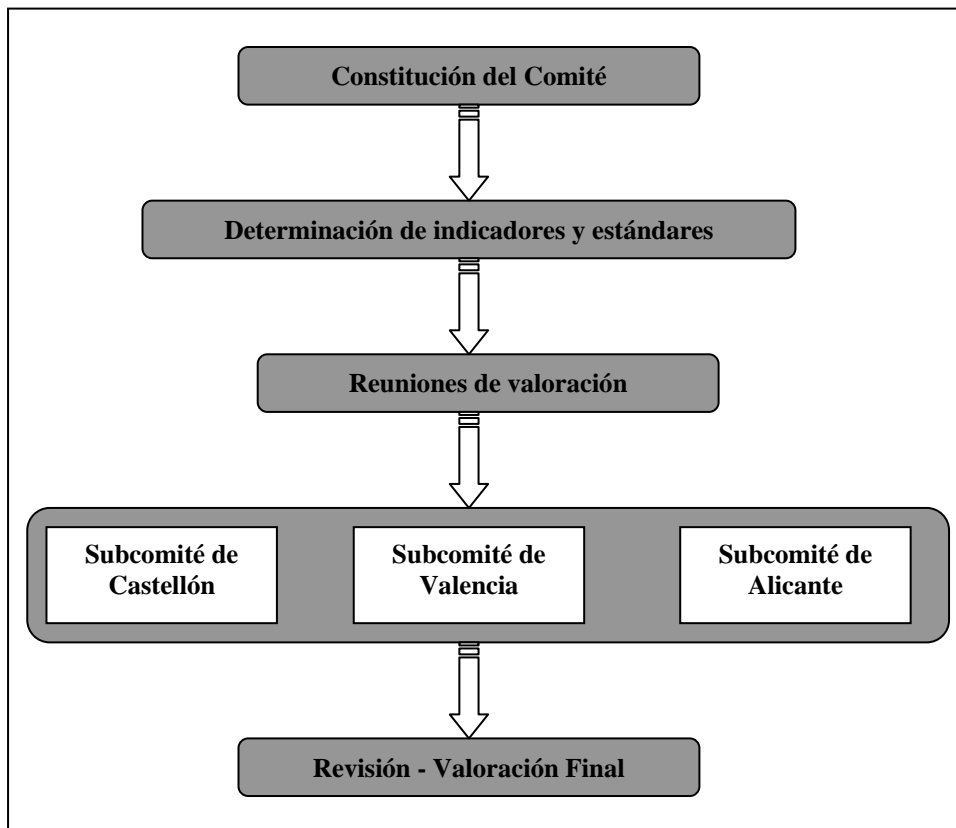 Constitución del Comité
Determinación de indicadores y estándares
Reuniones de valoración
Subcomité de
Castellón
Subcomité de
Valencia
Subcomité de
Alicante
Revisión - Valoración Final